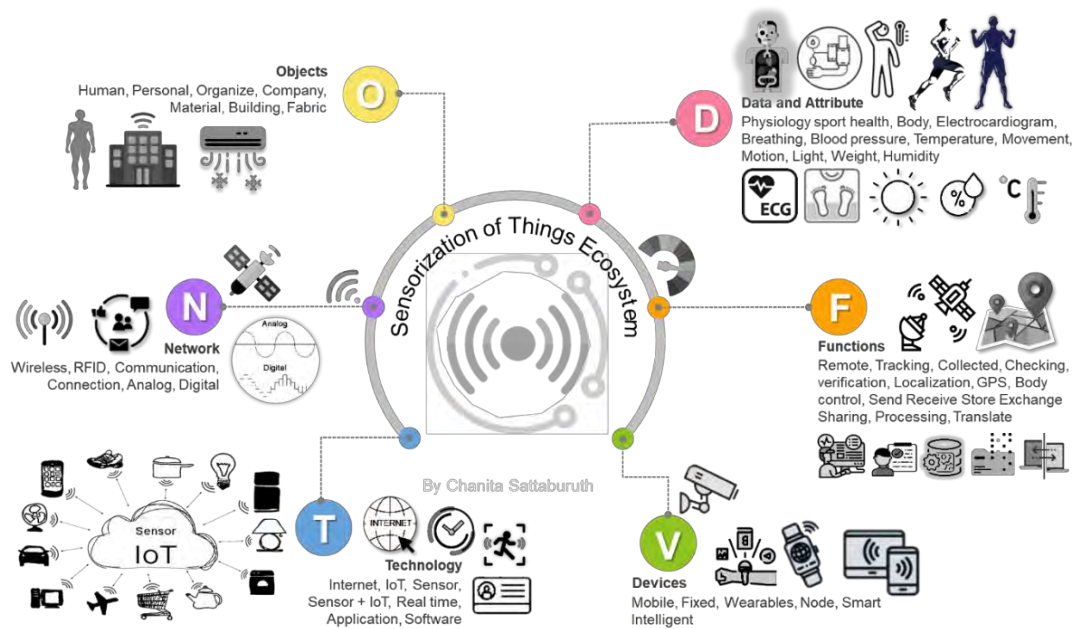 O
Objects
Human, Personal, Organize, Company,
Material, Building, Fabric
D
Data and Attribute
Physiology sport health, Body, Electrocardiogram,
Breathing, Blood pressure, Temperature, Movement,
Motion, Light, Weight, Humidity
ECG
%
°C
Sensorization of Things Ecosystem
N
Network
Wireless, RFID, Communication,
Connection, Analog, Digital
Analog
Digital
F
Functions
Remote, Tracking, Collected, Checking,
verification, Localization, GPS, Body
control, Send Receive Store Exchange
Sharing, Processing, Translate
By Chanita Sattaburuth
Sensor
IoT
T
INTERNET
Technology
Internet, IoT, Sensor,
Sensor + IoT, Real time,
Application, Software
V
Devices
Mobile, Fixed, Wearables, Node, Smart
Intelligent